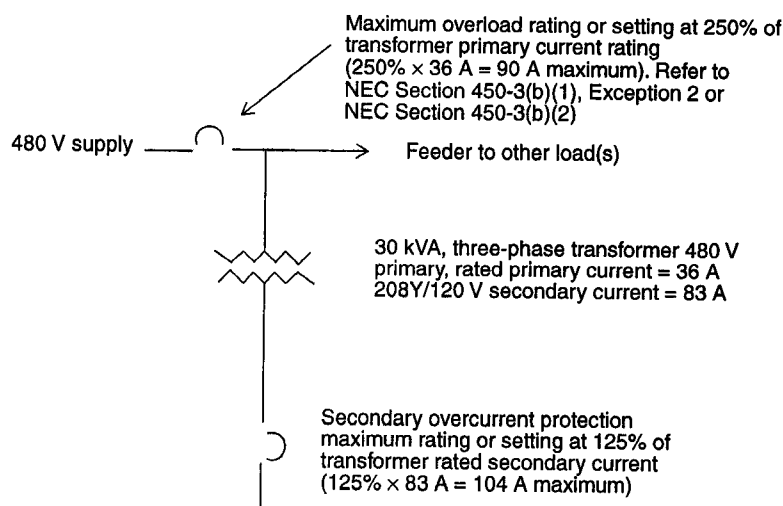 Maximum overload rating or setting at 250% of
transformer primary current rating
(250% × 36 A = 90 A maximum). Refer to
NEC Section 450-3(b)(1), Exception 2 or
NEC Section 450-3(b)(2)
480 V supply
Feeder to other load(s)
30 kVA, three-phase transformer 480 V
primary, rated primary current = 36 A
208Y/120 V secondary current = 83 A
Secondary overcurrent protection
maximum rating or setting at 125% of
transformer rated secondary current
(125% × 83 A = 104 A maximum)